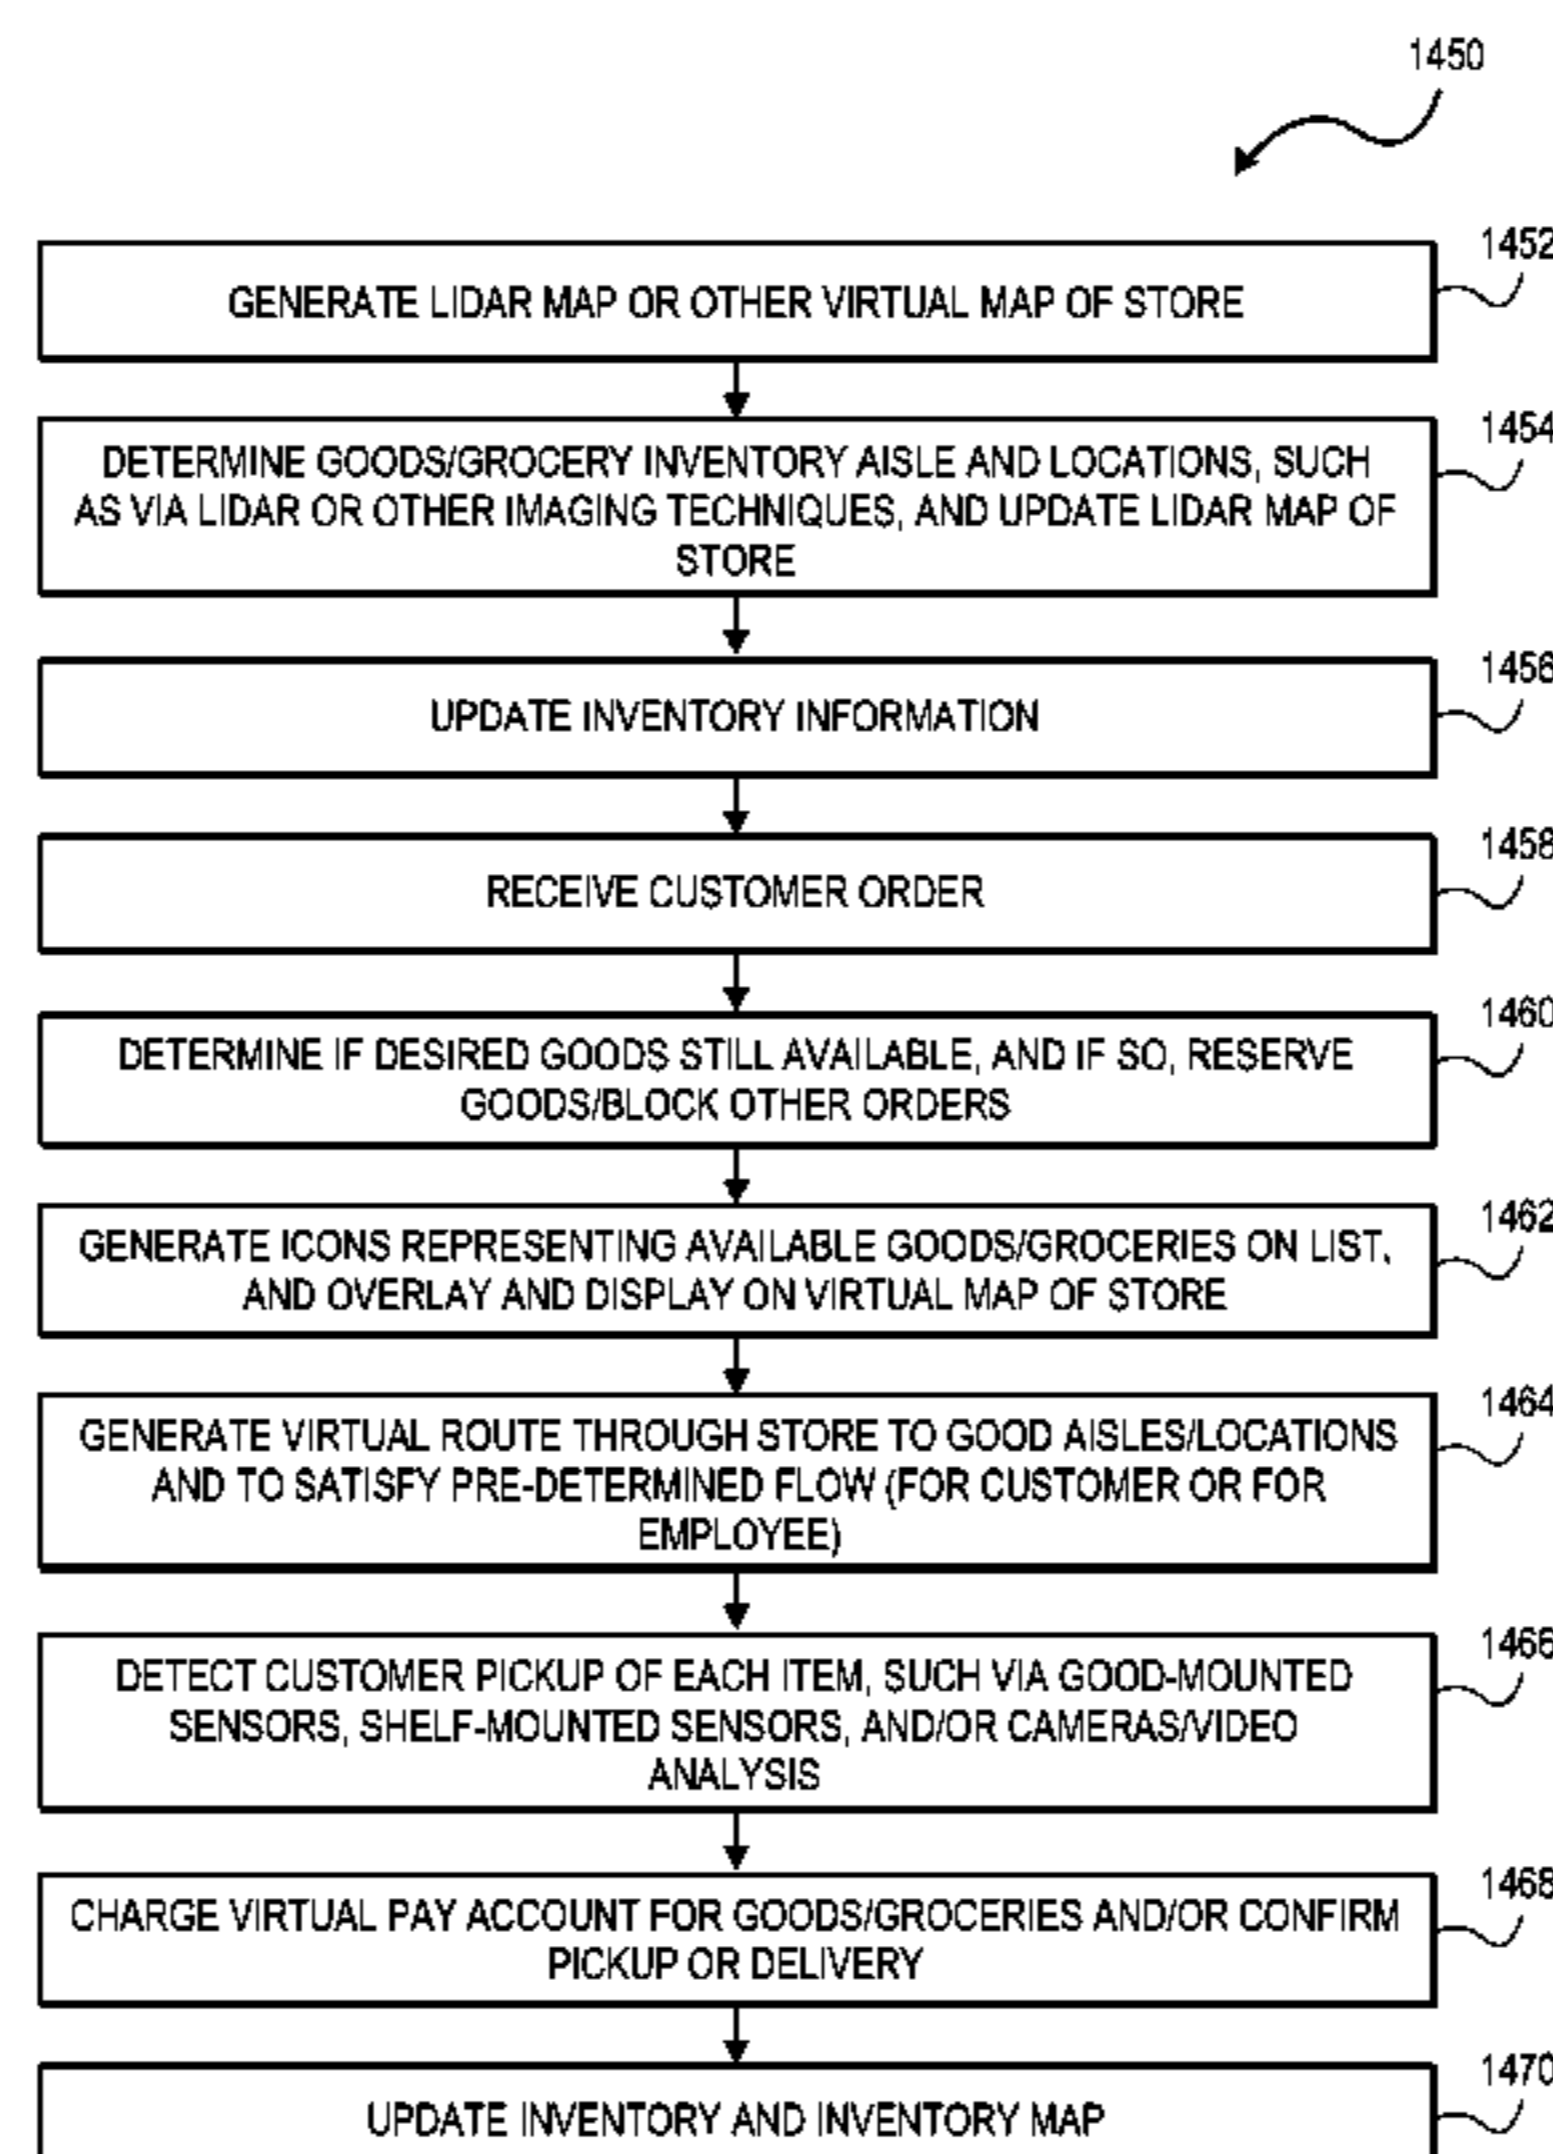 1450
1452
GENERATE LIDAR MAP OR OTHER VIRTUAL MAP OF STORE
1454
DETERMINE GOODS/GROCERY INVENTORY AISLE AND LOCATIONS, SUCH
AS VIA LIDAR OR OTHER IMAGING TECHNIQUES, AND UPDATE LIDAR MAP OF
STORE
1456
UPDATE INVENTORY INFORMATION
1458
RECEIVE CUSTOMER ORDER
1460
DETERMINE IF DESIRED GOODS STILL AVAILABLE, AND IF SO, RESERVE
GOODS/BLOCK OTHER ORDERS
1462
GENERATE ICONS REPRESENTING AVAILABLE GOODS/GROCERIES ON LIST,
AND OVERLAY AND DISPLAY ON VIRTUAL MAP OF STORE
1464
GENERATE VIRTUAL ROUTE THROUGH STORE TO GOOD AISLES/LOCATIONS
AND TO SATISFY PRE-DETERMINED FLOW (FOR CUSTOMER OR FOR
EMPLOYEE)
1466
DETECT CUSTOMER PICKUP OF EACH ITEM, SUCH VIA GOOD-MOUNTED
SENSORS, SHELF-MOUNTED SENSORS, AND/OR CAMERAS/VIDEO
ANALYSIS
1468
CHARGE VIRTUAL PAY ACCOUNT FOR GOODS/GROCERIES AND/OR CONFIRM
PICKUP OR DELIVERY
1470
UPDATE INVENTORY AND INVENTORY MAP